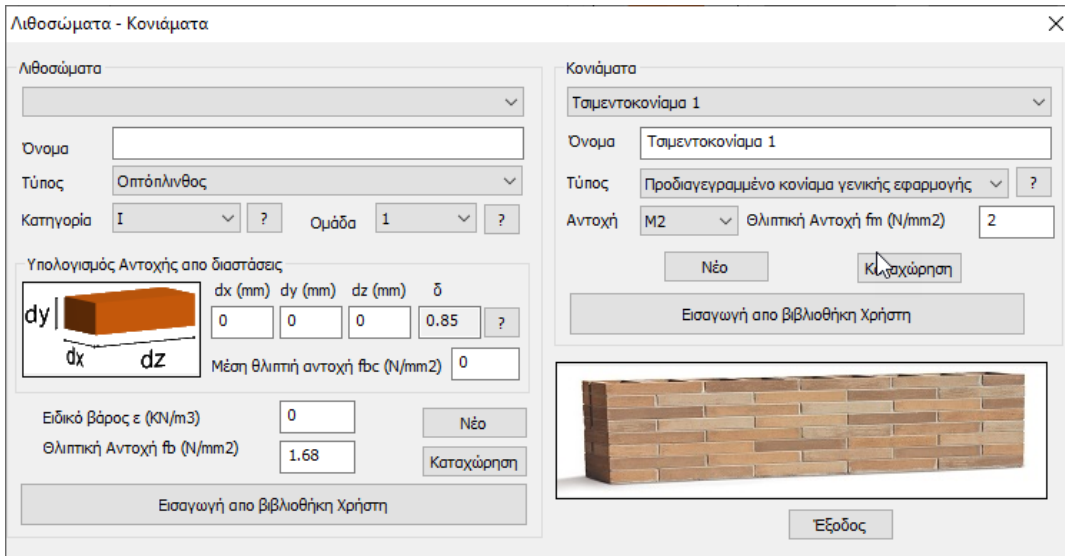 Λιθοσώματα - Κονιάματα
Λιθοσώματα
Όνομα
Τύπος Οπτόπλινθος
Κατηγορία I ? Ομάδα 1 ?
Υπολογισμός Αντοχής απο διαστάσεις
dx (mm) dy (mm) dz (mm) δ
0 0 0 0.85 ?
dy
dx dz
Μέση θλιπτιή αντοχή fbc (N/mm2) 0
Ειδικό βάρος ε (KN/m3) 0
Νέο
Θλιπτική Αντοχή fb (N/mm2) 1.68
Καταχώρηση
Εισαγωγή απο βιβλιοθήκη Χρήστη
Κονιάματα
Τσιμεντοκονίαμα 1
Όνομα Τσιμεντοκονίαμα 1
Τύπος Προδιαγεγραμμένο κονίαμα γενικής εφαρμογής ?
Αντοχή M2 Θλιπτική Αντοχή fm (N/mm2) 2
Νέο Καταχώρηση
Εισαγωγή απο βιβλιοθήκη Χρήστη
Έξοδος